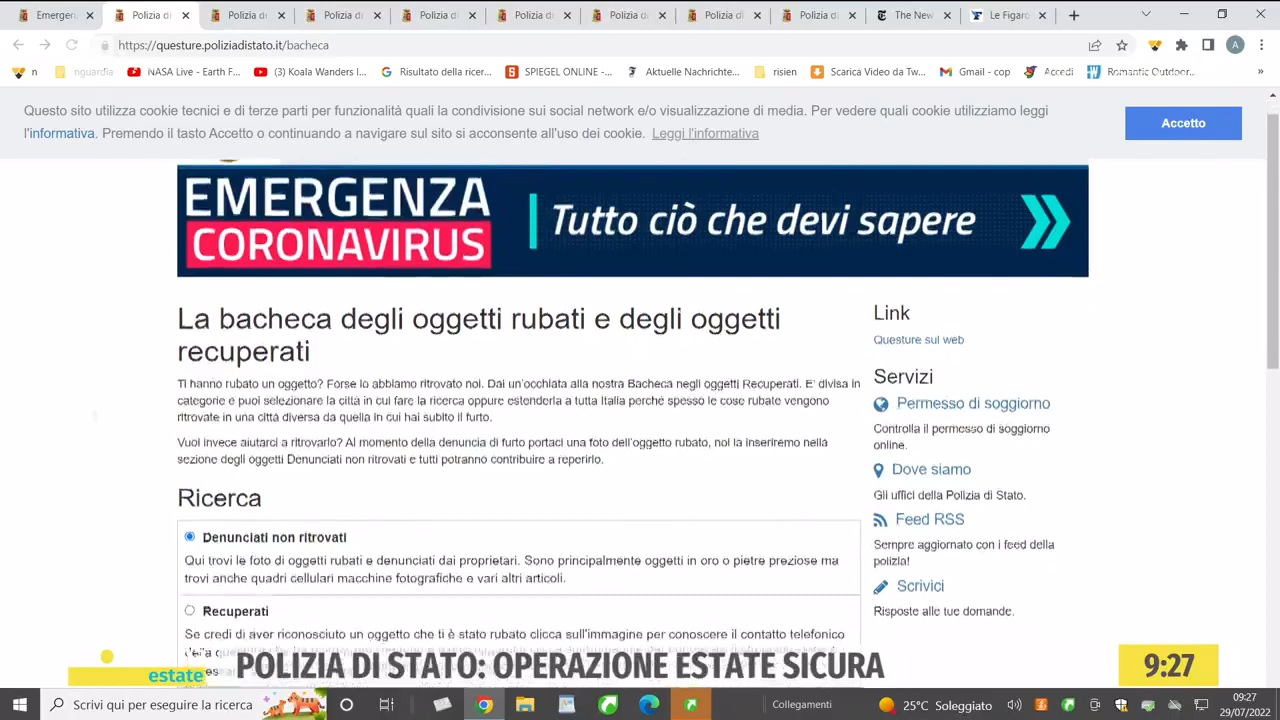 Emergenz
Polizia di
Polizia di
Polizia di
Polizia di
Polizia di
Polizia di
Polizia di
Polizia di
The New
Le Figaro
https://questure.poliziadistato.it/bacheca
A
n
nguardia
NASA Live - Earth F...
(3) Koala Wanders I...
Risultato della ricer...
SPIEGEL ONLINE -...
Aktuelle Nachrichte...
risien
Scarica Video da Tw...
Gmail - cop
Accedi
Romantic Outdoor...
»
Questo sito utilizza cookie tecnici e di terze parti per funzionalità quali la condivisione sui social network e/o visualizzazione di media. Per vedere quali cookie utilizziamo leggi
l'informativa. Premendo il tasto Accetto o continuando a navigare sul sito si acconsente all'uso dei cookie. Leggi l'informativa
Accetto
EMERGENZA
CORONAVIRUS
Tutto ciò che devi sapere
La bacheca degli oggetti rubati e degli oggetti
recuperati
Ti hanno rubato un oggetto? Forse lo abbiamo ritrovato noi. Dai un'occhiata alla nostra Bacheca negli oggetti Recuperati. E' divisa in
categorie e puoi selezionare la città in cui fare la ricerca oppure estenderla a tutta Italia perché spesso le cose rubate vengono
ritrovate in una città diversa da quella in cui hai subito il furto.
Vuoi invece aiutarci a ritrovarlo? Al momento della denuncia di furto portaci una foto dell'oggetto rubato, noi la inseriremo nella
sezione degli oggetti Denunciati non ritrovati e tutti potranno contribuire a reperirlo.
Ricerca
Denunciati non ritrovati
Qui trovi le foto di oggetti rubati e denunciati dai proprietari. Sono principalmente oggetti in oro o pietre preziose ma
trovi anche quadri cellulari macchine fotografiche e vari altri articoli.
Recuperati
Se credi di aver riconosciuto un oggetto che ti è stato rubato clicca sull'immagine per conoscere il contatto telefonico
Link
Questure sul web
Servizi
Permesso di soggiorno
Controlla il permesso di soggiorno
online.
Dove siamo
Gli uffici della Polizia di Stato.
Feed RSS
Sempre aggiornato con i feed della
polizia!
Scrivici
Risposte alle tue domande.
estate
POLIZIA DI STATO: OPERAZIONE ESTATE SICURA
9:27
Scrivi qui per eseguire la ricerca
Collegamenti
25°C Soleggiato
09:27
29/07/2022